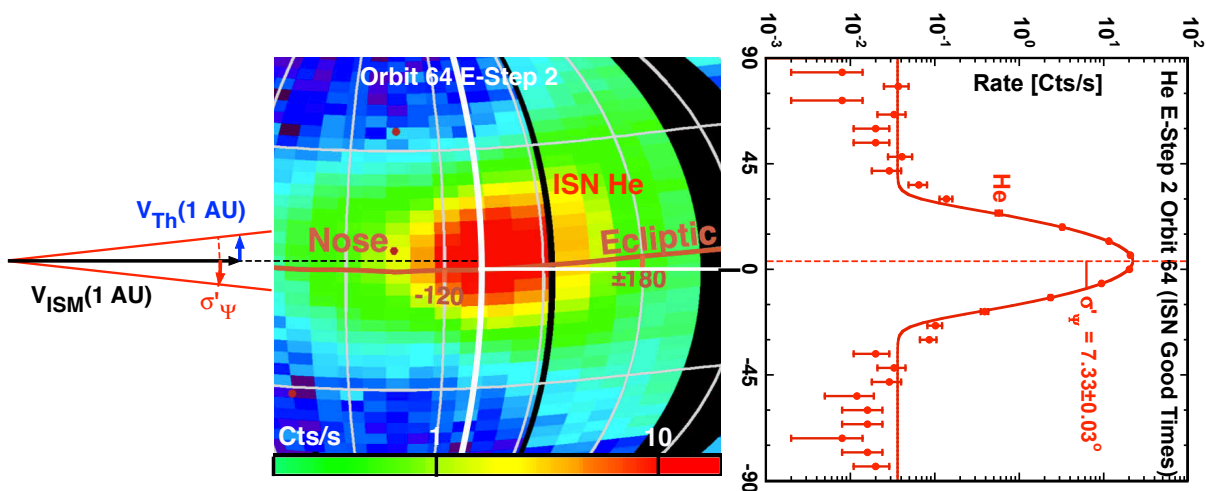 V_Th(1 AU)
V_ISM(1 AU)
σ'_Ψ
Orbit 64 E-Step 2
ISN He
Nose
Ecliptic
-120
±180
Cts/s
1
10
10^-3
10^-2
10^-1
10^0
10^1
10^2
Rate [Cts/s]
90
45
0
-45
-90
He
σ'_Ψ = 7.33±0.03°
He E-Step 2 Orbit 64 (ISN Good Times)